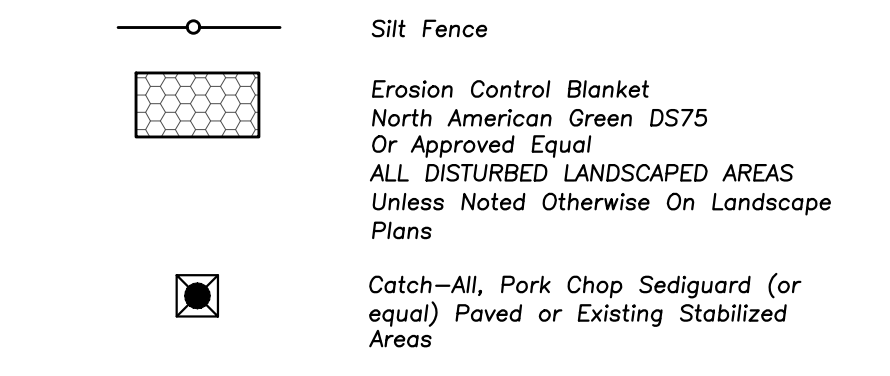 Silt Fence
Erosion Control Blanket
North American Green DS75
Or Approved Equal
ALL DISTURBED LANDSCAPED AREAS
Unless Noted Otherwise On Landscape
Plans
Catch-All, Pork Chop Sediguard (or
equal) Paved or Existing Stabilized
Areas